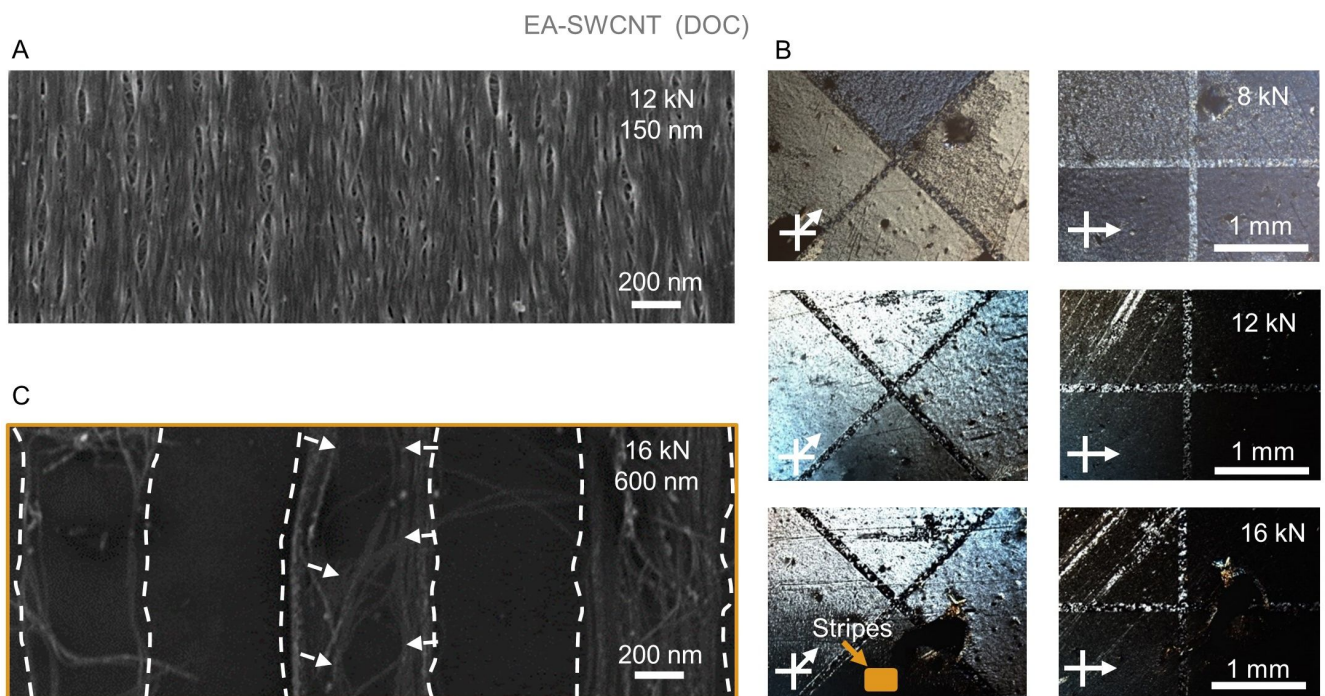 EA-SWCNT (DOC)
A
12 kN
150 nm
200 nm
B
8 kN
1 mm
12 kN
1 mm
16 kN
Stripes
1 mm
C
16 kN
600 nm
200 nm